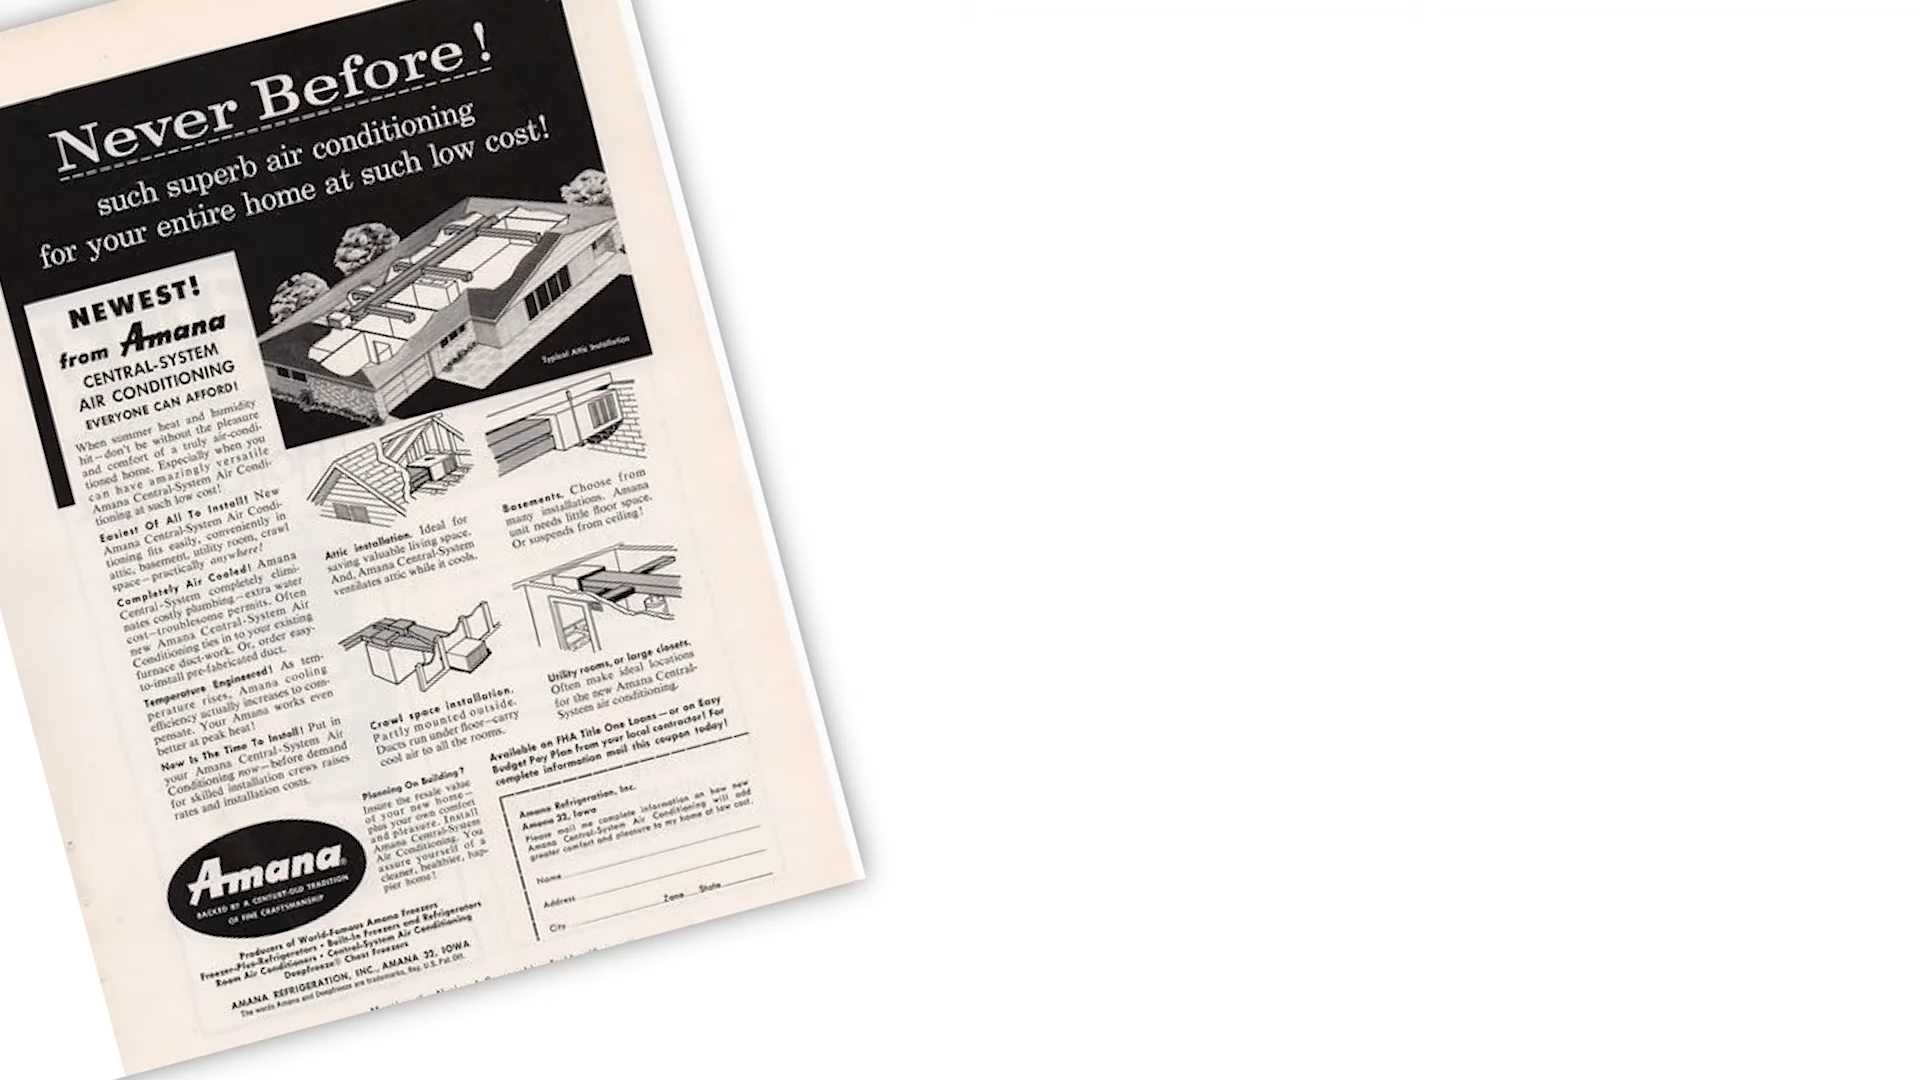 Never Before!
such superb air conditioning
for your entire home at such low cost!
NEWEST!
from Amana
CENTRAL-SYSTEM
AIR CONDITIONING
EVERYONE CAN AFFORD!
When summer heat and humidity
hit—don't be without the pleasure
and comfort of a truly air-condi-
tioned home. Especially when you
can have amazingly versatile
Amana Central-System Air Condi-
tioning at such low cost!
Easiest Of All To Install! New
Amana Central-System Air Condi-
tioning fits easily, conveniently in
attic, basement, utility room, crawl
space—practically anywhere!
Completely Air Cooled! Amana
Central-System completely elimi-
nates costly plumbing—extra water
cost—troublesome permits. Often
new Amana Central-System Air
Conditioning ties in to your existing
furnace duct-work. Or, order easy-
to-install pre-fabricated duct.
Temperature Engineered! As tem-
perature rises, Amana cooling
efficiency actually increases to com-
pensate. Your Amana works even
better at peak heat!
Now Is The Time To Install! Put in
your Amana Central-System Air
Conditioning now—before demand
for skilled installation crews raises
rates and installation costs.
Typical Attic Installation
Attic installation. Ideal for
saving valuable living space.
And, Amana Central-System
ventilates attic while it cools.
Basements. Choose from
many installations. Amana
unit needs little floor space.
Or suspends from ceiling!
Crawl space installation.
Partly mounted outside.
Ducts run under floor—carry
cool air to all the rooms.
Utility rooms, or large closets.
Often make ideal locations
for the new Amana Central-
System air conditioning.
Planning On Building?
Insure the resale value
of your new home—
plus your own comfort
and pleasure. Install
Amana Central-System
Air Conditioning. You
assure yourself of a
cleaner, healthier, hap-
pier home!
Available on FHA Title One Loans—or on Easy
Budget Pay Plan from your local contractor! For
complete information mail this coupon today!
Amana Refrigeration, Inc.
Amana 32, Iowa
Please mail me complete information on how new
Amana Central-System Air Conditioning will add
greater comfort and pleasure to my home at low cost.
Name
Address
City Zone State
Amana®
BACKED BY A CENTURY-OLD TRADITION
OF FINE CRAFTSMANSHIP
Producers of World-Famous Amana Freezers
Freezer-Plus-Refrigerators • Built-In Freezers and Refrigerators
Room Air Conditioners • Central-System Air Conditioning
Deepfreeze® Chest Freezers
AMANA REFRIGERATION, INC., AMANA 32, IOWA
The words Amana and Deepfreeze are trademarks, Reg. U.S. Pat. Off.